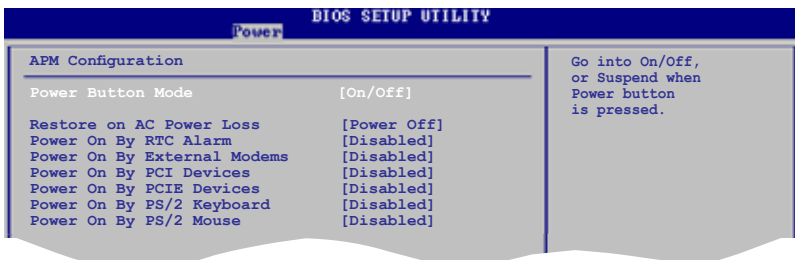 BIOS SETUP UTILITY
Power
APM Configuration
Power Button Mode [On/Off]
Restore on AC Power Loss [Power Off]
Power On By RTC Alarm [Disabled]
Power On By External Modems [Disabled]
Power On By PCI Devices [Disabled]
Power On By PCIE Devices [Disabled]
Power On By PS/2 Keyboard [Disabled]
Power On By PS/2 Mouse [Disabled]
Go into On/Off,
or Suspend when
Power button
is pressed.